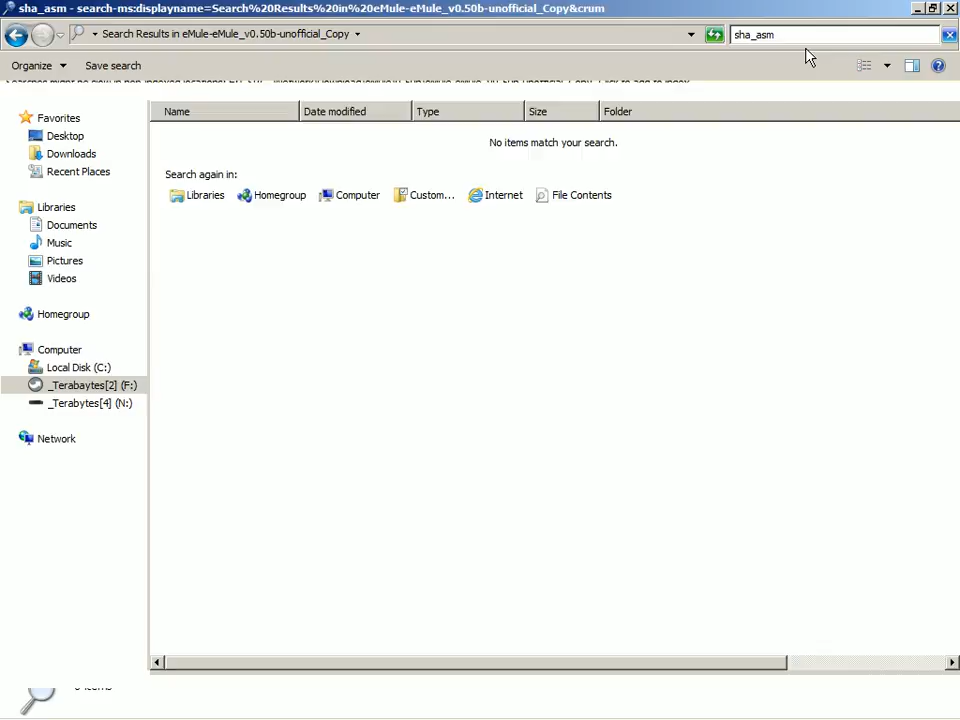 sha_asm - search-ms:displayname=Search%20Results%20in%20eMule-eMule_v0.50b-unofficial_Copy&crum
Search Results in eMule-eMule_v0.50b-unofficial_Copy
sha_asm
Organize
Save search
Favorites
Desktop
Downloads
Recent Places
Libraries
Documents
Music
Pictures
Videos
Homegroup
Computer
Local Disk (C:)
_Terabaytes[2] (F:)
_Terabytes[4] (N:)
Network
Name Date modified Type Size Folder
No items match your search.
Search again in:
Libraries Homegroup Computer Custom... Internet File Contents